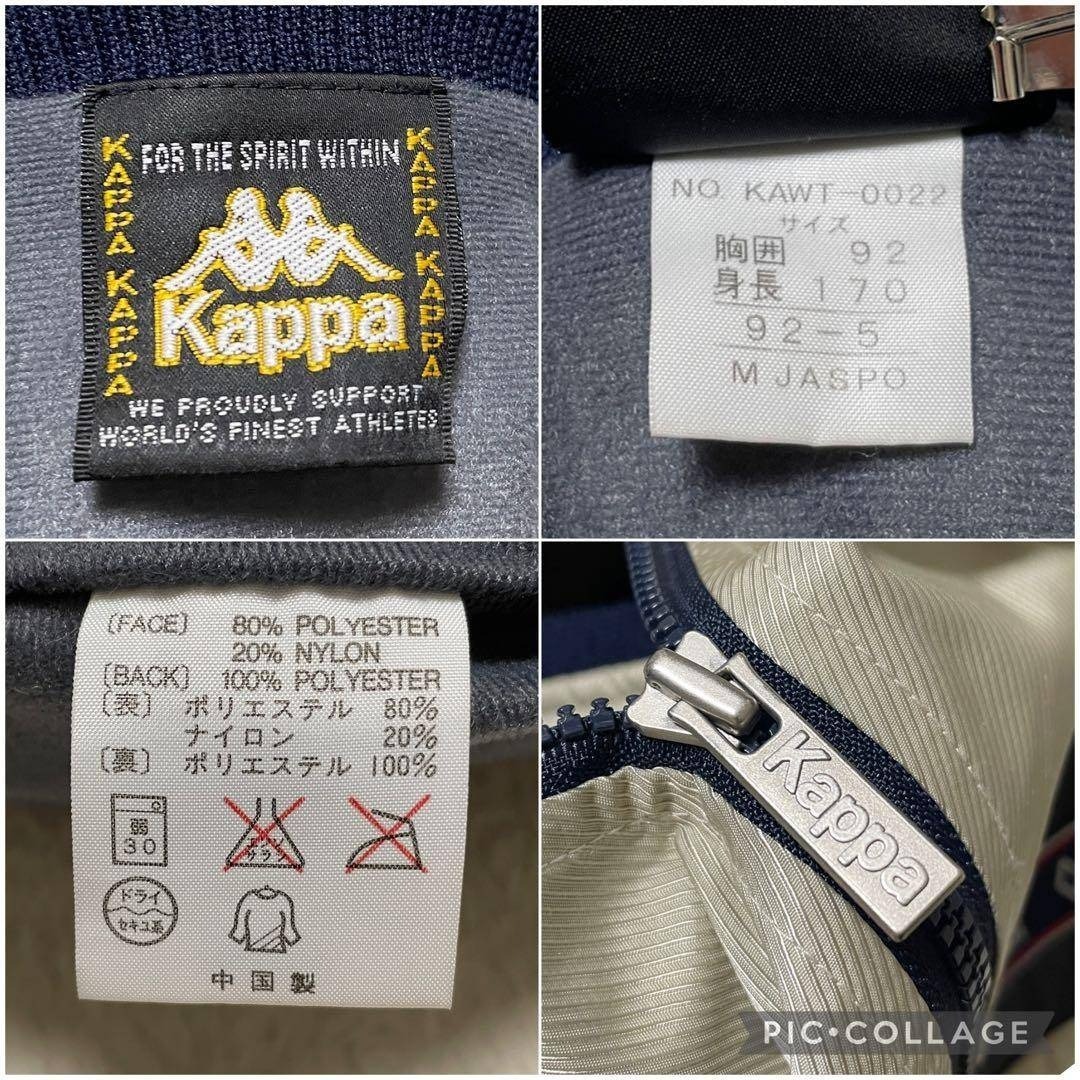 FOR THE SPIRIT WITHIN
KAPPA KAPPA
KAPPA KAPPA
Kappa
WE PROUDLY SUPPORT
WORLD'S FINEST ATHLETES
NO KAWT 0022
サイズ
胸囲 92
身長 170
92-5
M JASPO
〔FACE〕 80% POLYESTER
20% NYLON
〔BACK〕 100% POLYESTER
〔表〕 ポリエステル 80%
ナイロン 20%
〔裏〕 ポリエステル 100%
弱
30
サラシ
ドライ
セキユ系
中国製
Kappa
PIC•COLLAGE